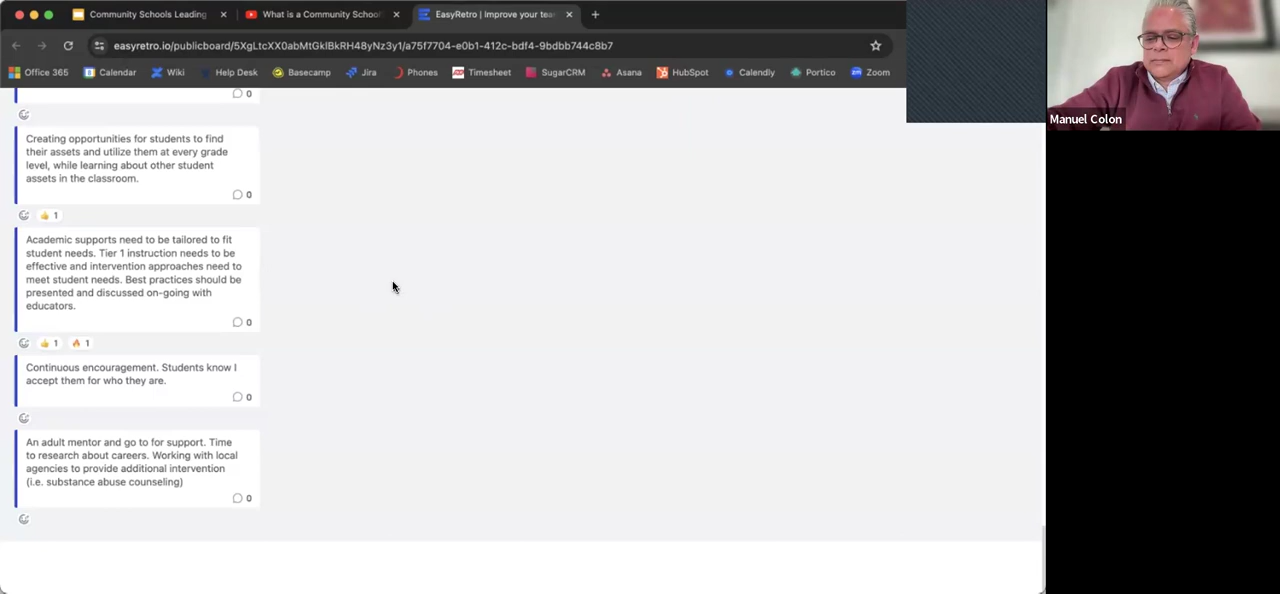 Community Schools Leading
What is a Community School
EasyRetro | Improve your tea
easyretro.io/publicboard/5XgLtcXX0abMtGkIBkRH48yNz3y1/a75f7704-e0b1-412c-bdf4-9bdbb744c8b7
Office 365 Calendar Wiki Help Desk Basecamp Jira Phones Timesheet SugarCRM Asana HubSpot Calendly Portico Zoom
Manuel Colon
0
Creating opportunities for students to find
their assets and utilize them at every grade
level, while learning about other student
assets in the classroom.
0
1
Academic supports need to be tailored to fit
student needs. Tier 1 instruction needs to be
effective and intervention approaches need to
meet student needs. Best practices should be
presented and discussed on-going with
educators.
0
1 1
Continuous encouragement. Students know I
accept them for who they are.
0
An adult mentor and go to for support. Time
to research about careers. Working with local
agencies to provide additional intervention
(i.e. substance abuse counseling)
0